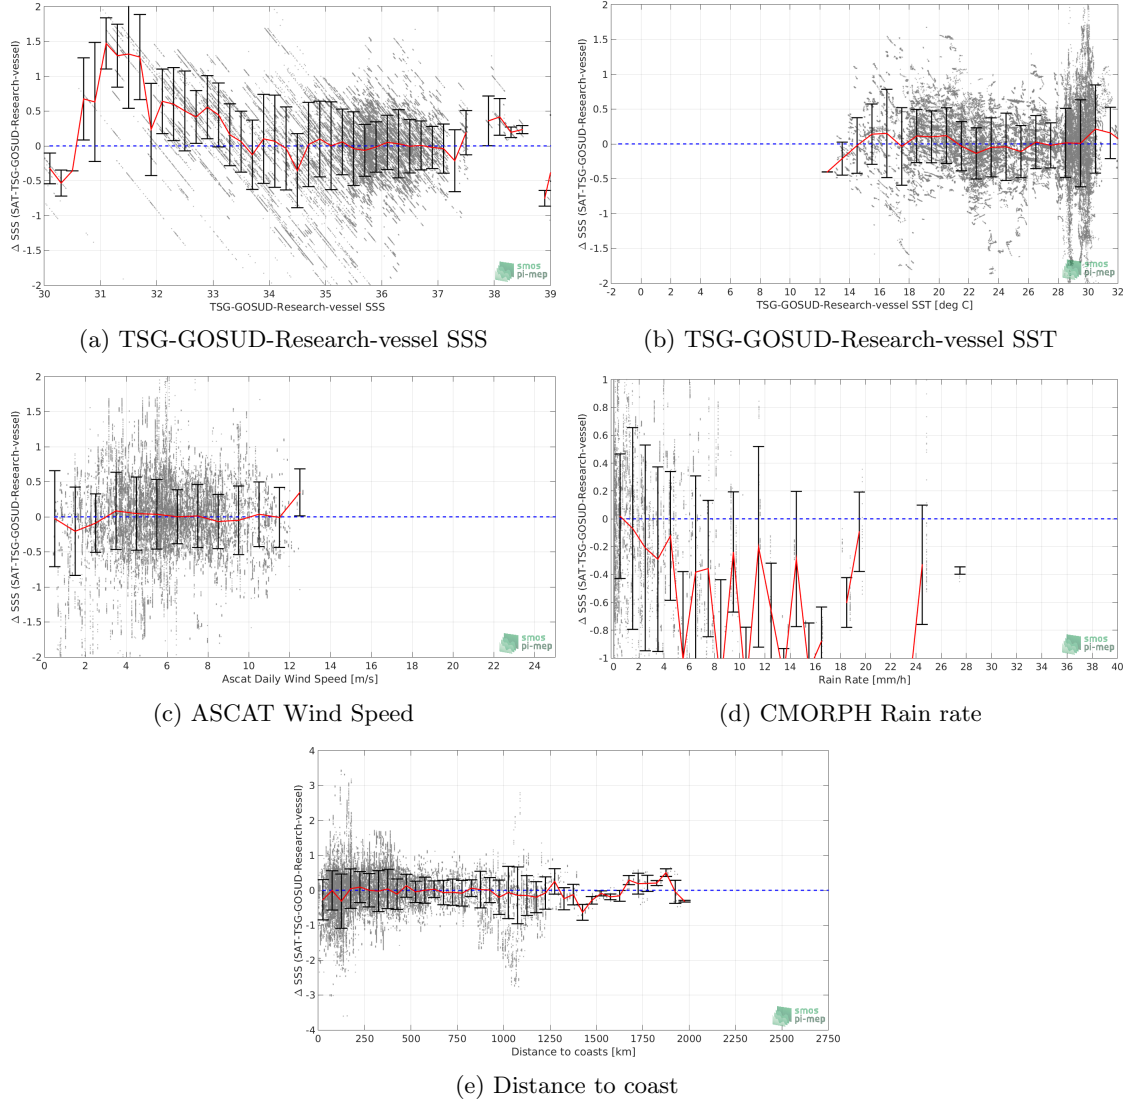 Δ SSS (SAT-TSG-GOSUD-Research-vessel)
2
1.5
1
0.5
0
-0.5
-1
-1.5
-2
30 31 32 33 34 35 36 37 38 39
TSG-GOSUD-Research-vessel SSS
smos
pi-mep
(a) TSG-GOSUD-Research-vessel SSS
Δ SSS (SAT-TSG-GOSUD-Research-vessel)
2
1.5
1
0.5
0
-0.5
-1
-1.5
-2
-2 0 2 4 6 8 10 12 14 16 18 20 22 24 26 28 30 32
TSG-GOSUD-Research-vessel SST [deg C]
smos
pi-mep
(b) TSG-GOSUD-Research-vessel SST
Δ SSS (SAT-TSG-GOSUD-Research-vessel)
2
1.5
1
0.5
0
-0.5
-1
-1.5
-2
0 2 4 6 8 10 12 14 16 18 20 22 24
Ascat Daily Wind Speed [m/s]
smos
pi-mep
(c) ASCAT Wind Speed
Δ SSS (SAT-TSG-GOSUD-Research-vessel)
1
0.8
0.6
0.4
0.2
0
-0.2
-0.4
-0.6
-0.8
-1
0 2 4 6 8 10 12 14 16 18 20 22 24 26 28 30 32 34 36 38 40
Rain Rate [mm/h]
smos
pi-mep
(d) CMORPH Rain rate
Δ SSS (SAT-TSG-GOSUD-Research-vessel)
4
3
2
1
0
-1
-2
-3
-4
0 250 500 750 1000 1250 1500 1750 2000 2250 2500 2750
Distance to coasts [km]
smos
pi-mep
(e) Distance to coast